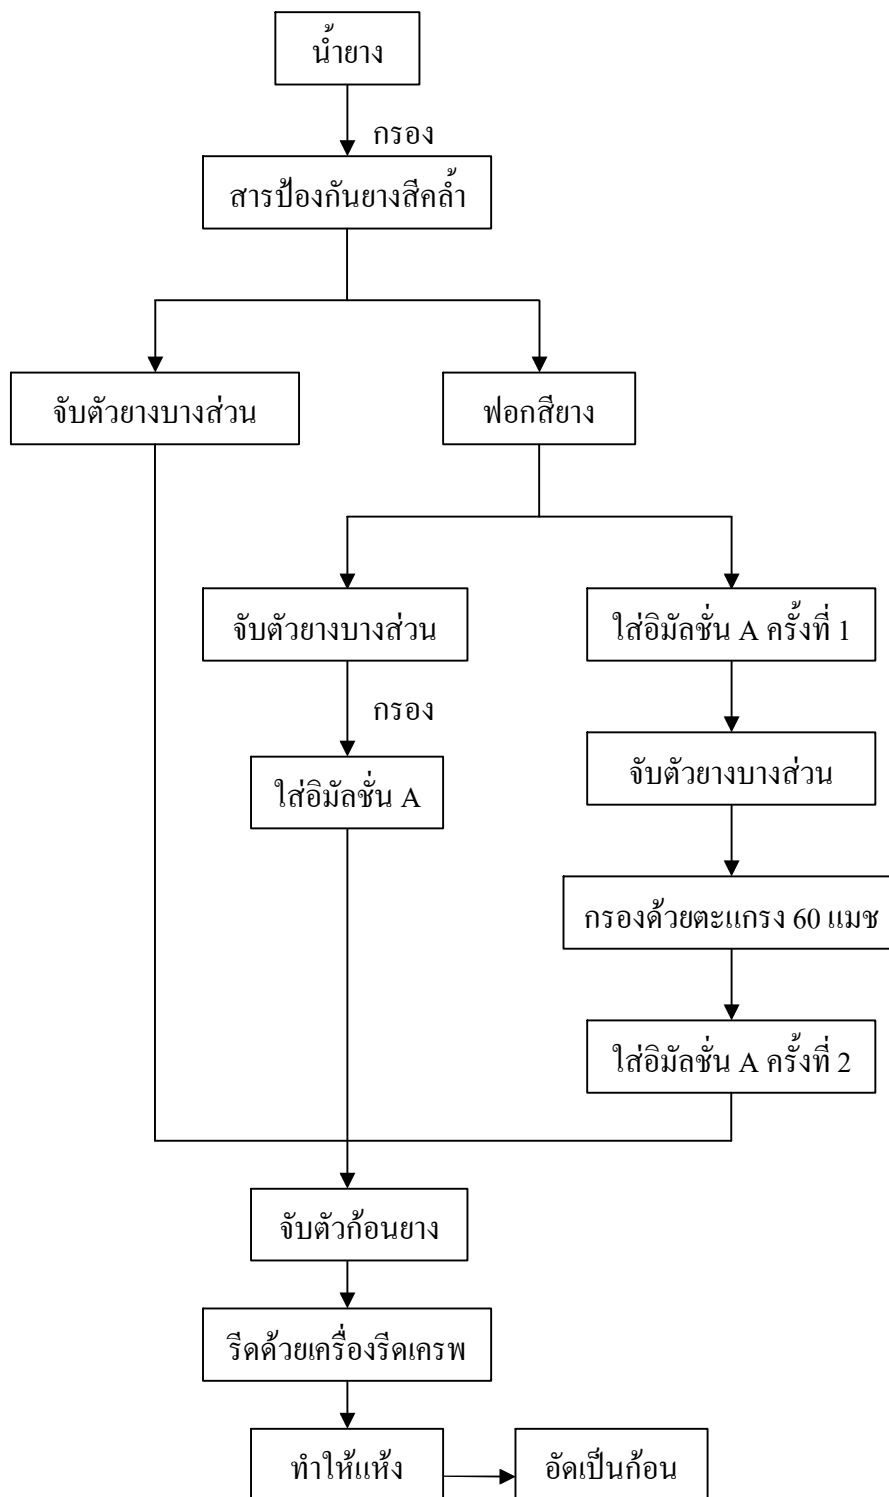 น้ำยาง
กรอง
สารป้องกันยางสีคล้ำ
จับตัวยางบางส่วน
ฟอกสียาง
จับตัวยางบางส่วน
ใส่อิมัลชั่น A ครั้งที่ 1
กรอง
จับตัวยางบางส่วน
ใส่อิมัลชั่น A
กรองด้วยตะแกรง 60 แมช
ใส่อิมัลชั่น A ครั้งที่ 2
จับตัวก้อนยาง
รีดด้วยเครื่องรีดเครพ
ทำให้แห้ง
อัดเป็นก้อน